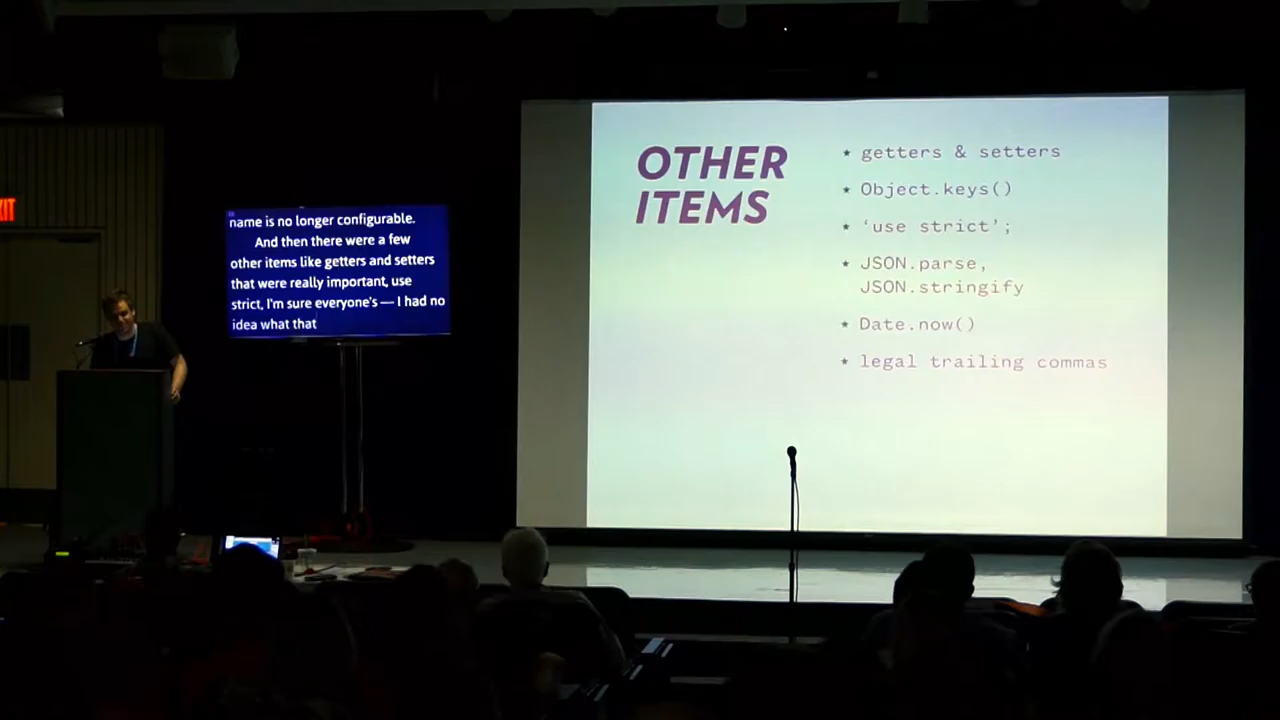 XIT
name is no longer configurable.
And then there were a few
other items like getters and setters
that were really important, use
strict, I'm sure everyone's — I had no
idea what that
OTHER
ITEMS
★ getters & setters
★ Object.keys()
★ ‘use strict’;
★ JSON.parse,
JSON.stringify
★ Date.now()
★ legal trailing commas